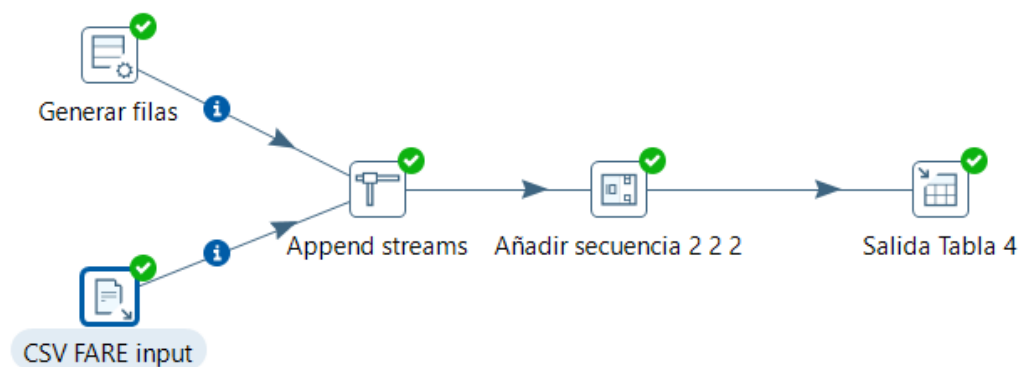 Generar filas
Append streams
Añadir secuencia 2 2 2
Salida Tabla 4
CSV FARE input